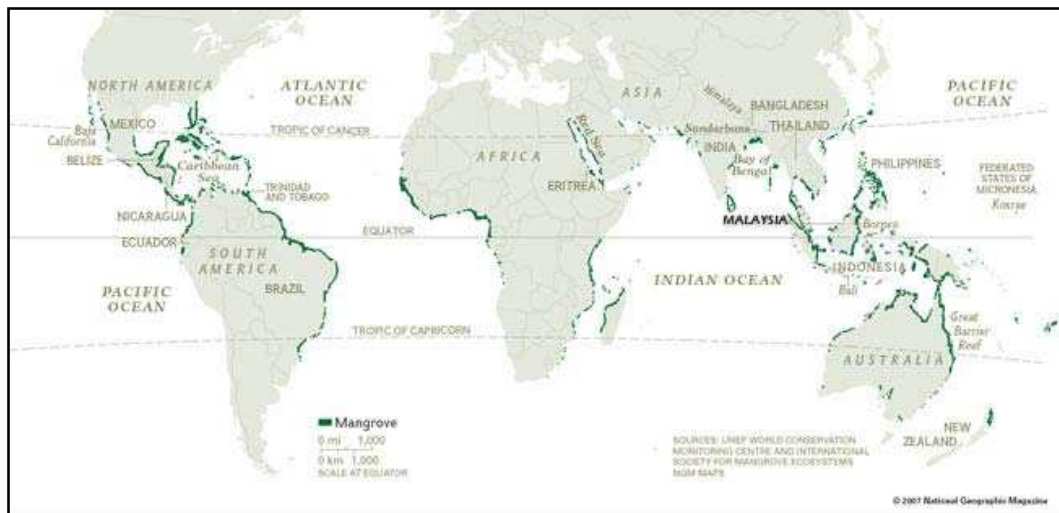 NORTH AMERICA
ATLANTIC
OCEAN
ASIA
Himalaya
BANGLADESH
PACIFIC
OCEAN
MEXICO
Baja
California
TROPIC OF CANCER
Red Sea
Sundarbans
THAILAND
INDIA
BELIZE
Caribbean
Sea
AFRICA
Bay of
Bengal
PHILIPPINES
FEDERATED
STATES OF
MICRONESIA
Kosrae
TRINIDAD
AND TOBAGO
ERITREA
NICARAGUA
MALAYSIA
Borneo
ECUADOR
EQUATOR
SOUTH
AMERICA
BRAZIL
INDIAN OCEAN
INDONESIA
Bali
PACIFIC
OCEAN
TROPIC OF CAPRICORN
Great
Barrier
Reef
AUSTRALIA
Mangrove
0 mi 1,000
0 km 1,000
SCALE AT EQUATOR
NEW
ZEALAND
SOURCES: UNEP WORLD CONSERVATION
MONITORING CENTRE AND INTERNATIONAL
SOCIETY FOR MANGROVE ECOSYSTEMS
NGM MAPS
© 2007 National Geographic Magazine